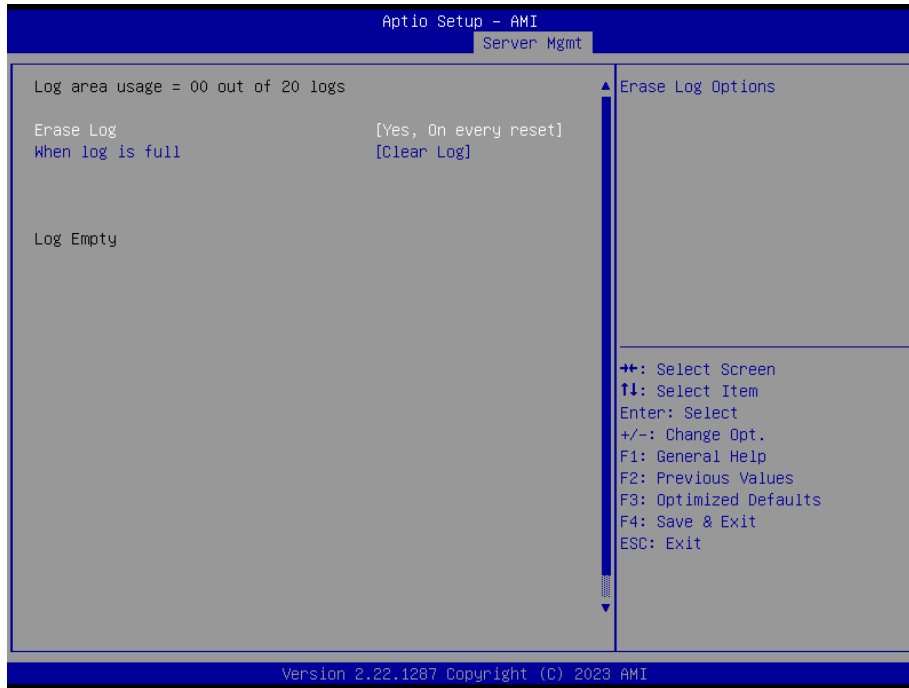 Aptio Setup – AMI
Server Mgmt
Log area usage = 00 out of 20 logs
Erase Log [Yes, On every reset]
When log is full [Clear Log]
Log Empty
Erase Log Options
→←: Select Screen
↑↓: Select Item
Enter: Select
+/-: Change Opt.
F1: General Help
F2: Previous Values
F3: Optimized Defaults
F4: Save & Exit
ESC: Exit
Version 2.22.1287 Copyright (C) 2023 AMI